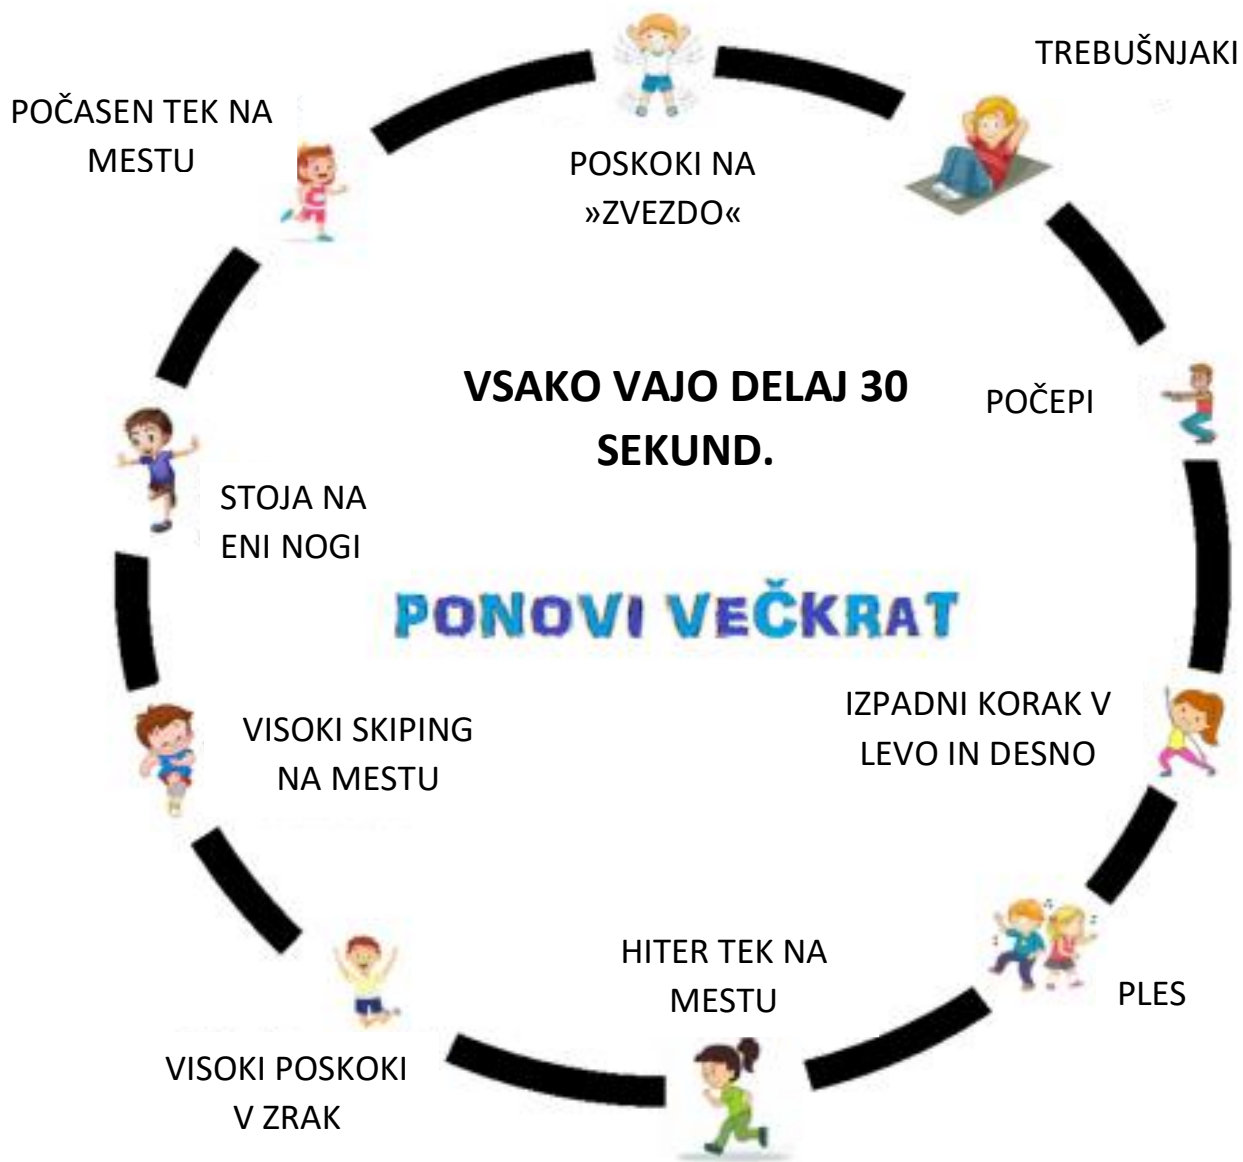 TREBUŠNJAKI
POČASEN TEK NA
MESTU
POSKOKI NA
»ZVEZDO«
VSAKO VAJO DELAJ 30
SEKUND.
POČEPI
STOJA NA
ENI NOGI
PONOVI VEČKRAT
IZPADNI KORAK V
LEVO IN DESNO
VISOKI SKIPING
NA MESTU
HITER TEK NA
MESTU
PLES
VISOKI POSKOKI
V ZRAK